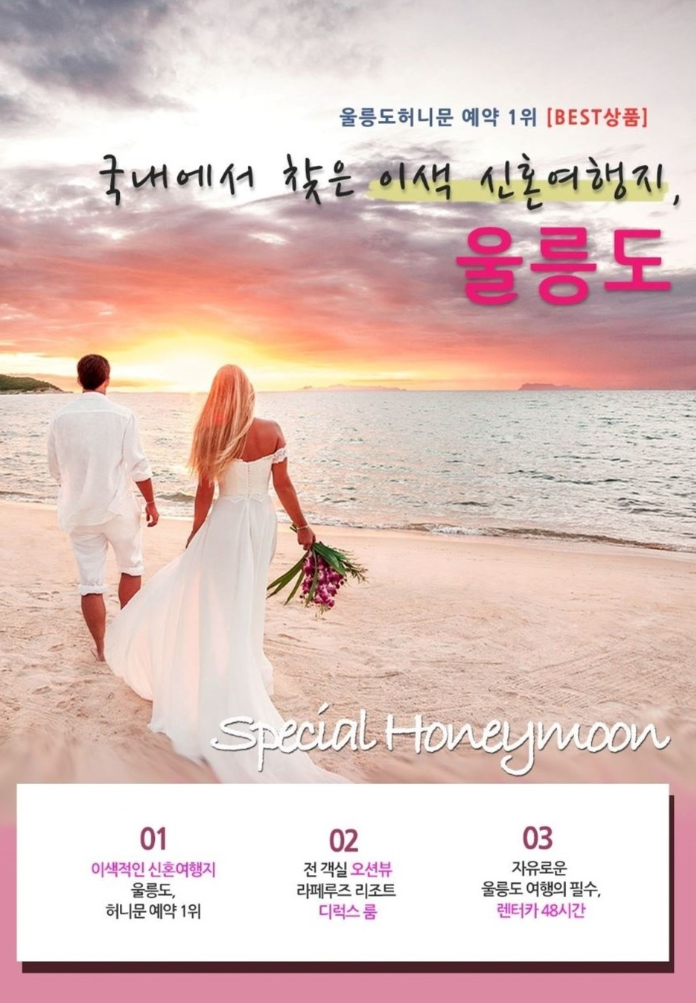 울릉도허니문 예약 1위 [BEST상품]
국내에서 찾은 이색 신혼여행지,
울릉도
Special Honeymoon
01
이색적인 신혼여행지
울릉도,
허니문 예약 1위
02
전 객실 오션뷰
라페루즈 리조트
디럭스 룸
03
자유로운
울릉도 여행의 필수,
렌터카 48시간